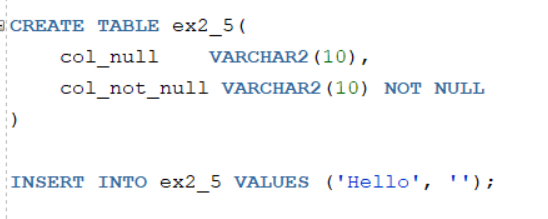 CREATE TABLE ex2_5(
col_null VARCHAR2(10),
col_not_null VARCHAR2(10) NOT NULL
)
INSERT INTO ex2_5 VALUES ('Hello', '');